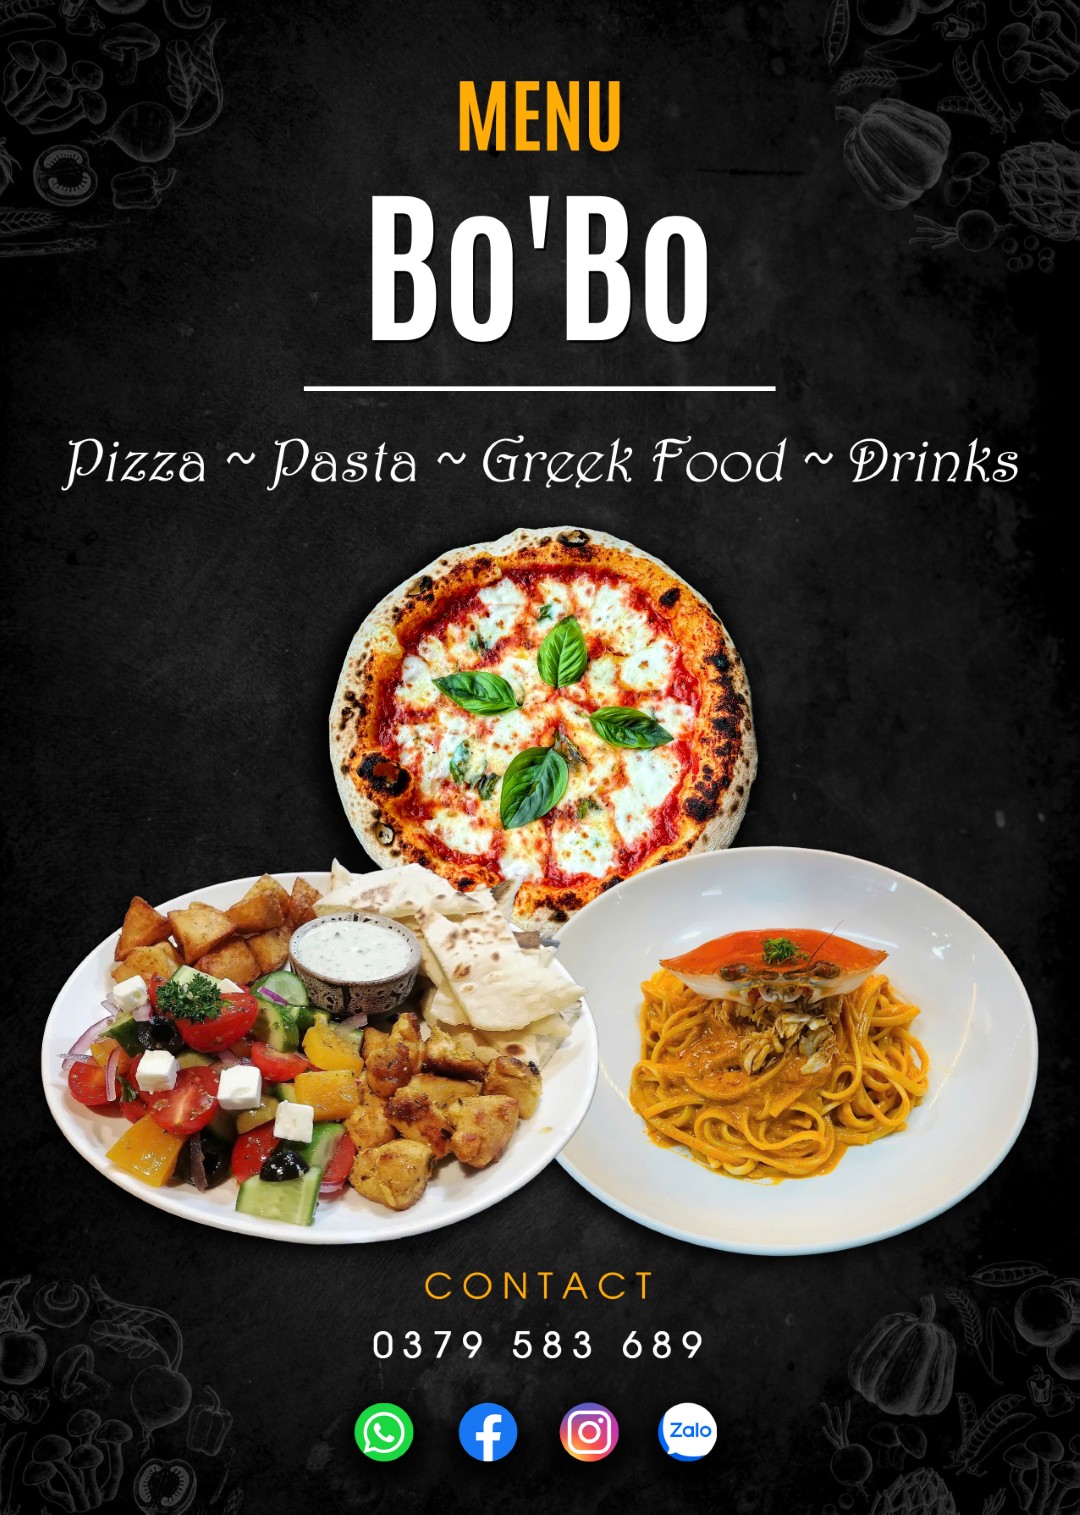 MENU
Bo'Bo
Pizza ~ Pasta ~ Greek Food ~ Drinks
CONTACT
0379 583 689
Zalo